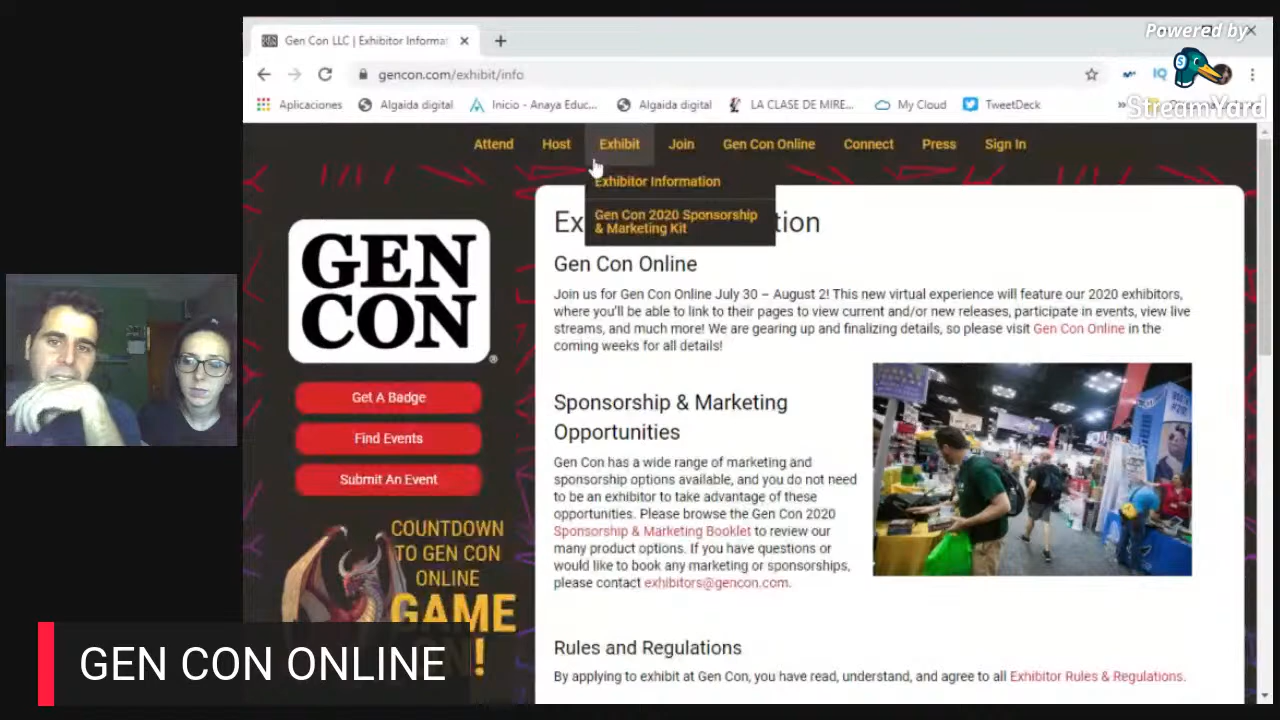 Powered by
StreamYard
Gen Con LLC | Exhibitor Informa
gencon.com/exhibit/info
IQ
Aplicaciones
Algaida digital
Inicio - Anaya Educ...
Algaida digital
LA CLASE DE MIRE...
My Cloud
TweetDeck
Attend
Host
Exhibit
Join
Gen Con Online
Connect
Press
Sign In
Exhibitor Information
Gen Con 2020 Sponsorship
& Marketing Kit
GEN
CON
®
Get A Badge
Find Events
Submit An Event
COUNTDOWN
TO GEN CON
ONLINE
GAME
!
Ex
tion
Gen Con Online
Join us for Gen Con Online July 30 – August 2! This new virtual experience will feature our 2020 exhibitors,
where you'll be able to link to their pages to view current and/or new releases, participate in events, view live
streams, and much more! We are gearing up and finalizing details, so please visit Gen Con Online in the
coming weeks for all details!
Sponsorship & Marketing
Opportunities
Gen Con has a wide range of marketing and
sponsorship options available, and you do not need
to be an exhibitor to take advantage of these
opportunities. Please browse the Gen Con 2020
Sponsorship & Marketing Booklet to review our
many product options. If you have questions or
would like to book any marketing or sponsorships,
please contact exhibitors@gencon.com.
Rules and Regulations
By applying to exhibit at Gen Con, you have read, understand, and agree to all Exhibitor Rules & Regulations.
GEN CON ONLINE